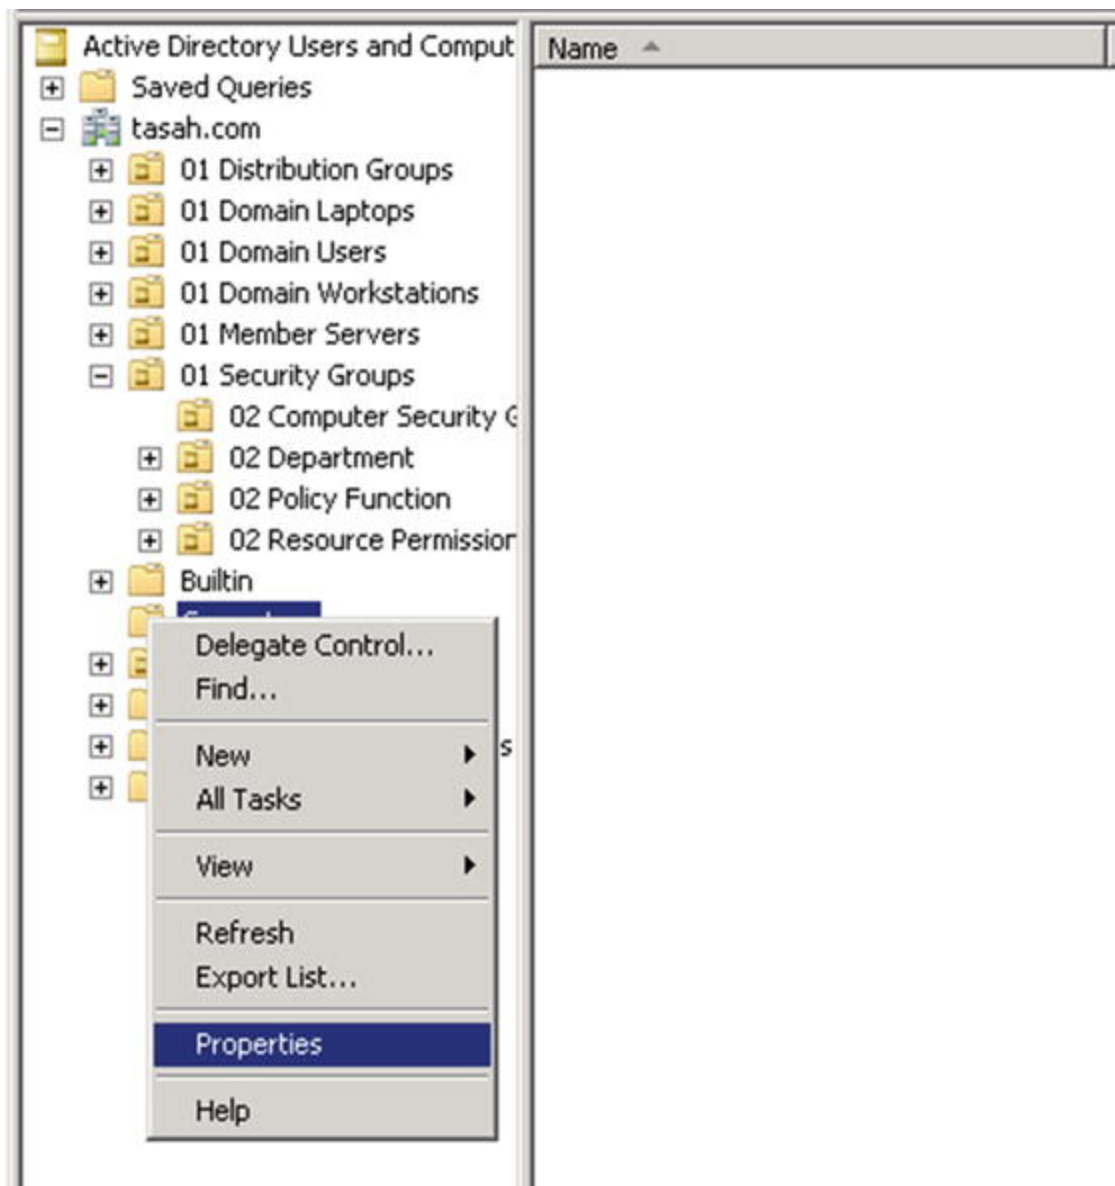 Active Directory Users and Comput
Name
Saved Queries
tasah.com
01 Distribution Groups
01 Domain Laptops
01 Domain Users
01 Domain Workstations
01 Member Servers
01 Security Groups
02 Computer Security G
02 Department
02 Policy Function
02 Resource Permission
Builtin
Delegate Control...
Find...
New
s
All Tasks
View
Refresh
Export List...
Properties
Help